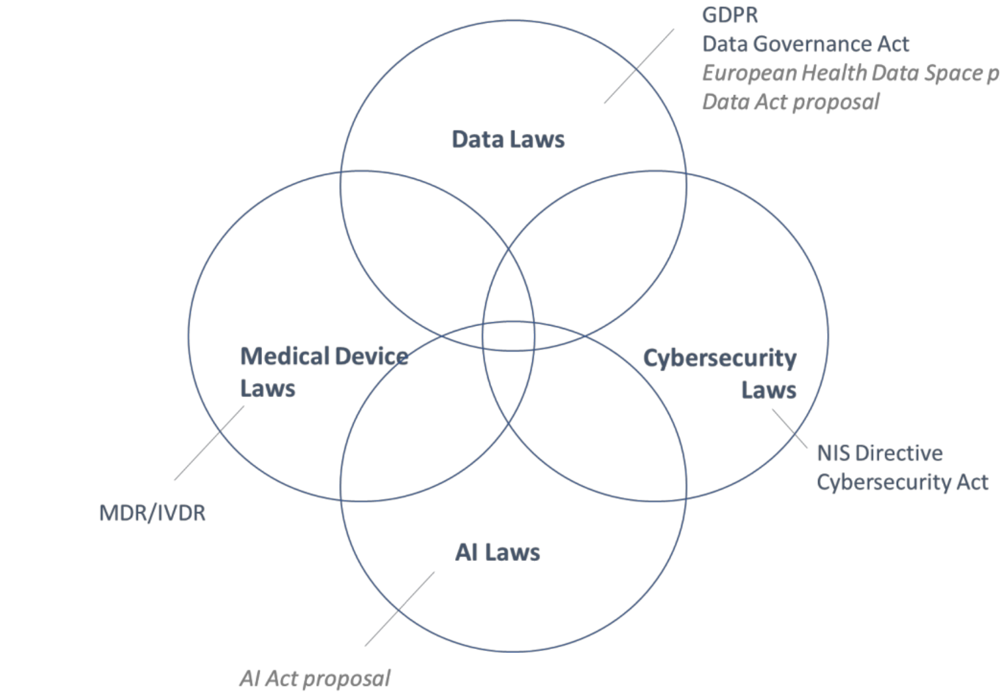 GDPR
Data Governance Act
European Health Data Space p
Data Act proposal
Data Laws
Medical Device
Laws
Cybersecurity
Laws
NIS Directive
Cybersecurity Act
MDR/IVDR
AI Laws
AI Act proposal